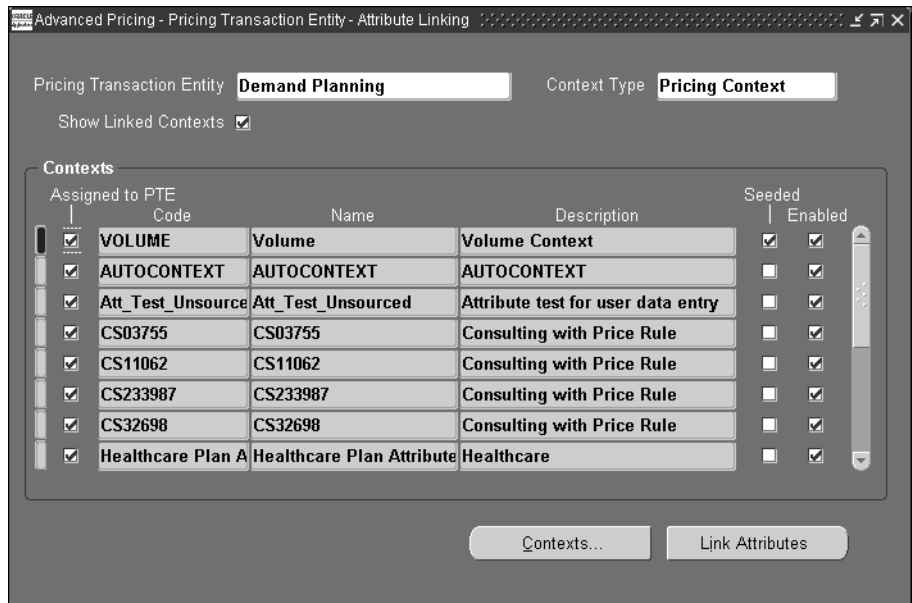 Advanced Pricing - Pricing Transaction Entity - Attribute Linking
Pricing Transaction Entity Demand Planning Context Type Pricing Context
Show Linked Contexts
Contexts
Assigned to PTE Seeded
Code Name Description Enabled
VOLUME Volume Volume Context
AUTOCONTEXT AUTOCONTEXT AUTOCONTEXT
Att_Test_Unsource Att_Test_Unsourced Attribute test for user data entry
CS03755 CS03755 Consulting with Price Rule
CS11062 CS11062 Consulting with Price Rule
CS233987 CS233987 Consulting with Price Rule
CS32698 CS32698 Consulting with Price Rule
Healthcare Plan A Healthcare Plan Attribute Healthcare
Contexts... Link Attributes